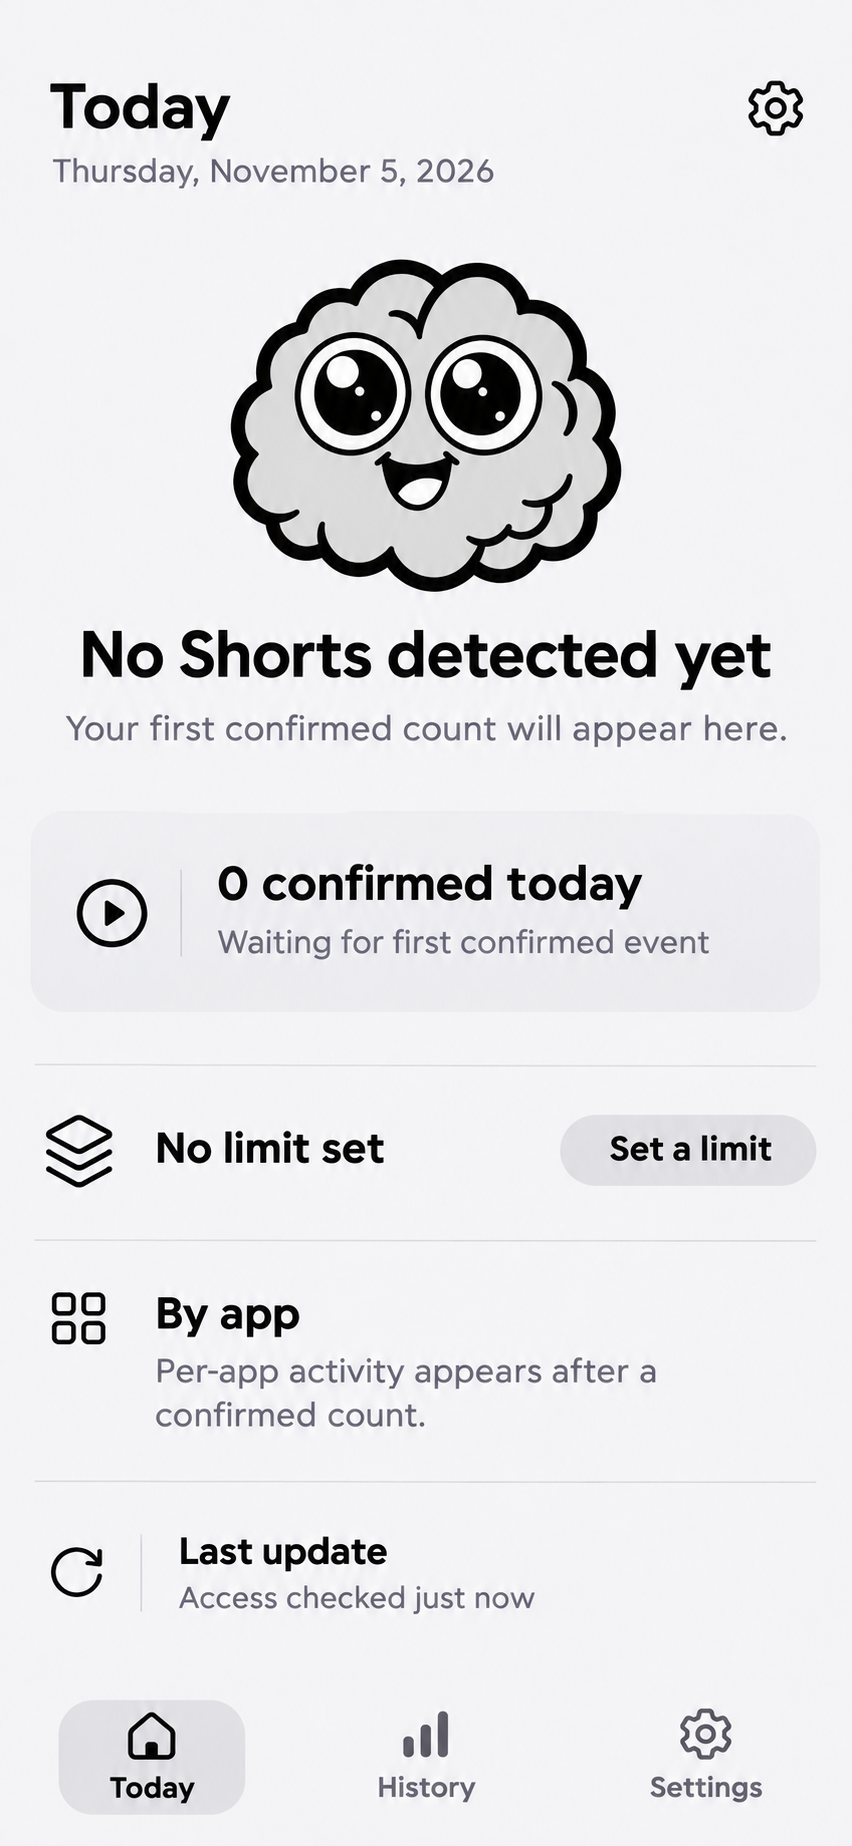 Today
Thursday, November 5, 2026
No Shorts detected yet
Your first confirmed count will appear here.
0 confirmed today
Waiting for first confirmed event
No limit set
Set a limit
By app
Per-app activity appears after a
confirmed count.
Last update
Access checked just now
Today
History
Settings